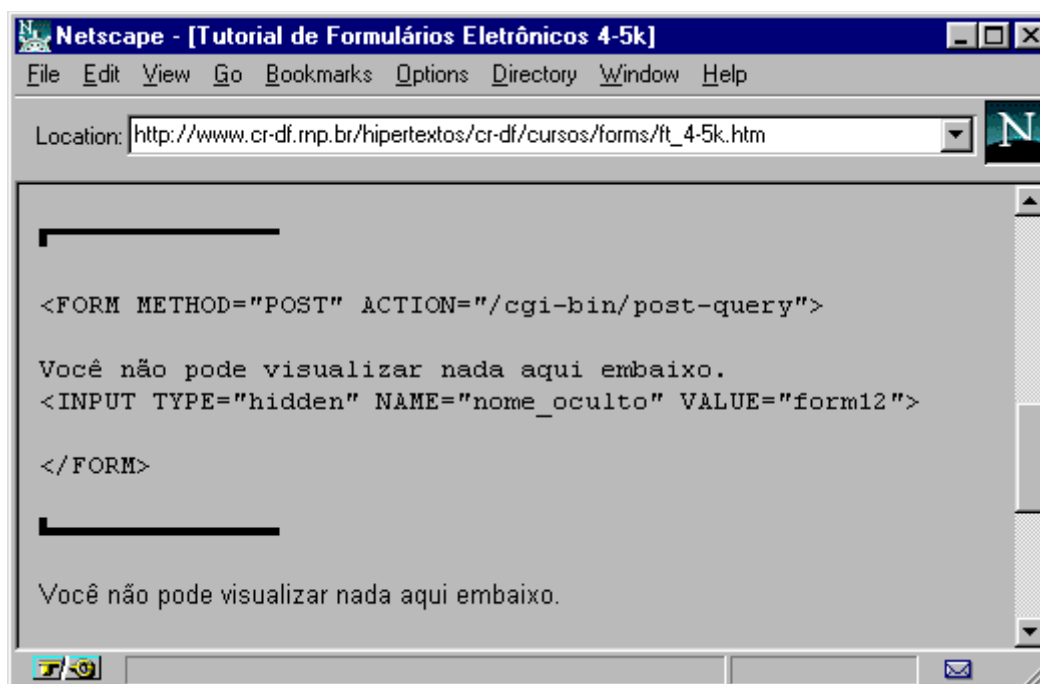 Netscape - [Tutorial de Formulários Eletrônicos 4-5k]
File Edit View Go Bookmarks Options Directory Window Help
Location: http://www.cr-df.rnp.br/hipertextos/cr-df/cursos/forms/ft_4-5k.htm
N
<FORM METHOD="POST" ACTION="/cgi-bin/post-query">
Você não pode visualizar nada aqui embaixo.
<INPUT TYPE="hidden" NAME="nome_oculto" VALUE="form12">
</FORM>
Você não pode visualizar nada aqui embaixo.